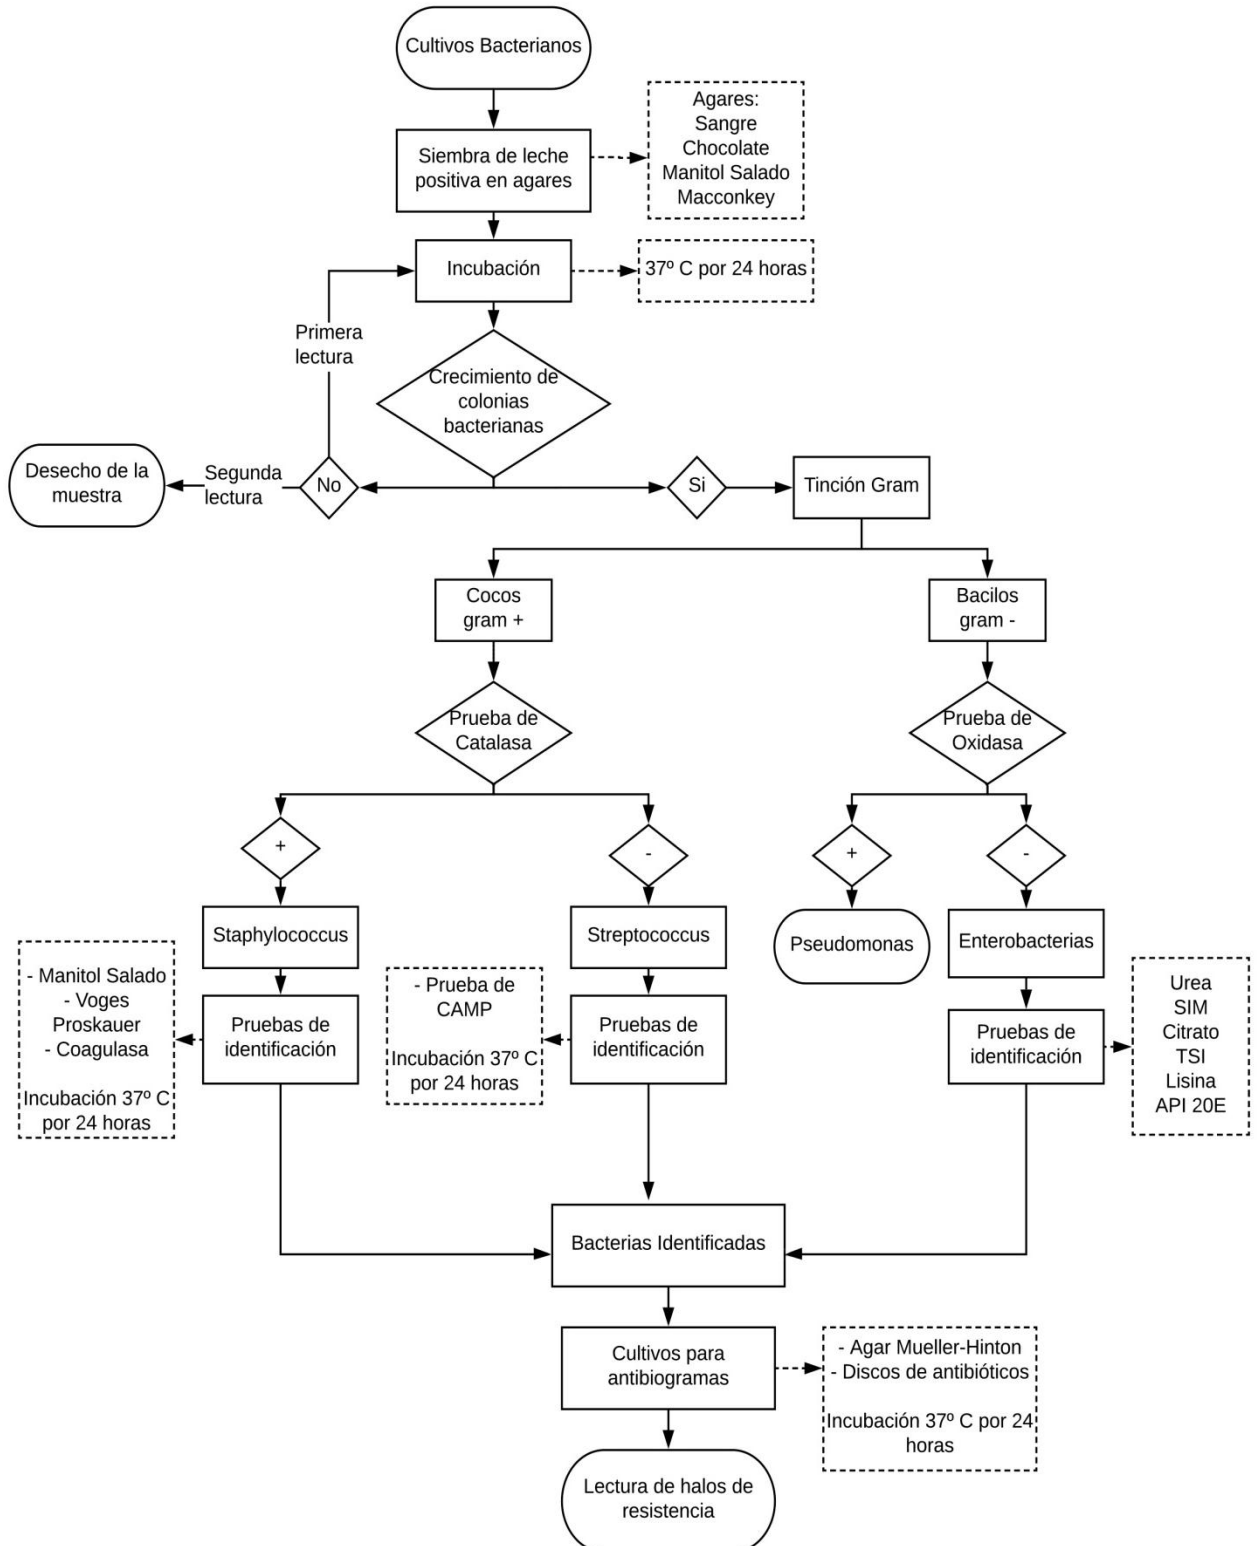 Cultivos Bacterianos
Agares:
Sangre
Chocolate
Manitol Salado
Macconkey
Siembra de leche
positiva en agares
Incubación
37º C por 24 horas
Primera
lectura
Crecimiento de
colonias
bacterianas
Desecho de la
muestra
Segunda
lectura
No
Si
Tinción Gram
Cocos
gram +
Bacilos
gram -
Prueba de
Catalasa
Prueba de
Oxidasa
+
-
+
-
Staphylococcus
Streptococcus
Pseudomonas
Enterobacterias
- Manitol Salado
- Voges
Proskauer
- Coagulasa
Incubación 37º C
por 24 horas
Pruebas de
identificación
- Prueba de
CAMP
Incubación 37º C
por 24 horas
Pruebas de
identificación
Pruebas de
identificación
Urea
SIM
Citrato
TSI
Lisina
API 20E
Bacterias Identificadas
Cultivos para
antibiogramas
- Agar Mueller-Hinton
- Discos de antibióticos
Incubación 37º C por 24
horas
Lectura de halos de
resistencia